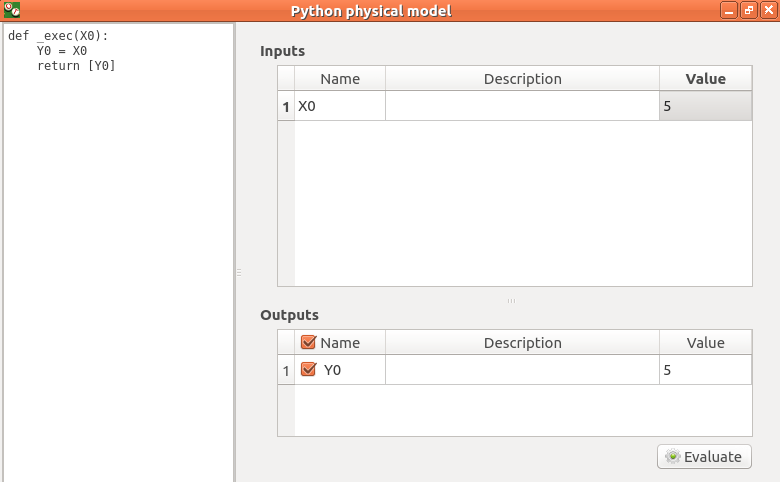 Python physical model
def _exec(X0):
    Y0 = X0
    return [Y0]
Inputs
Name Description Value
1 X0 5
Outputs
Name Description Value
1 Y0 5
Evaluate